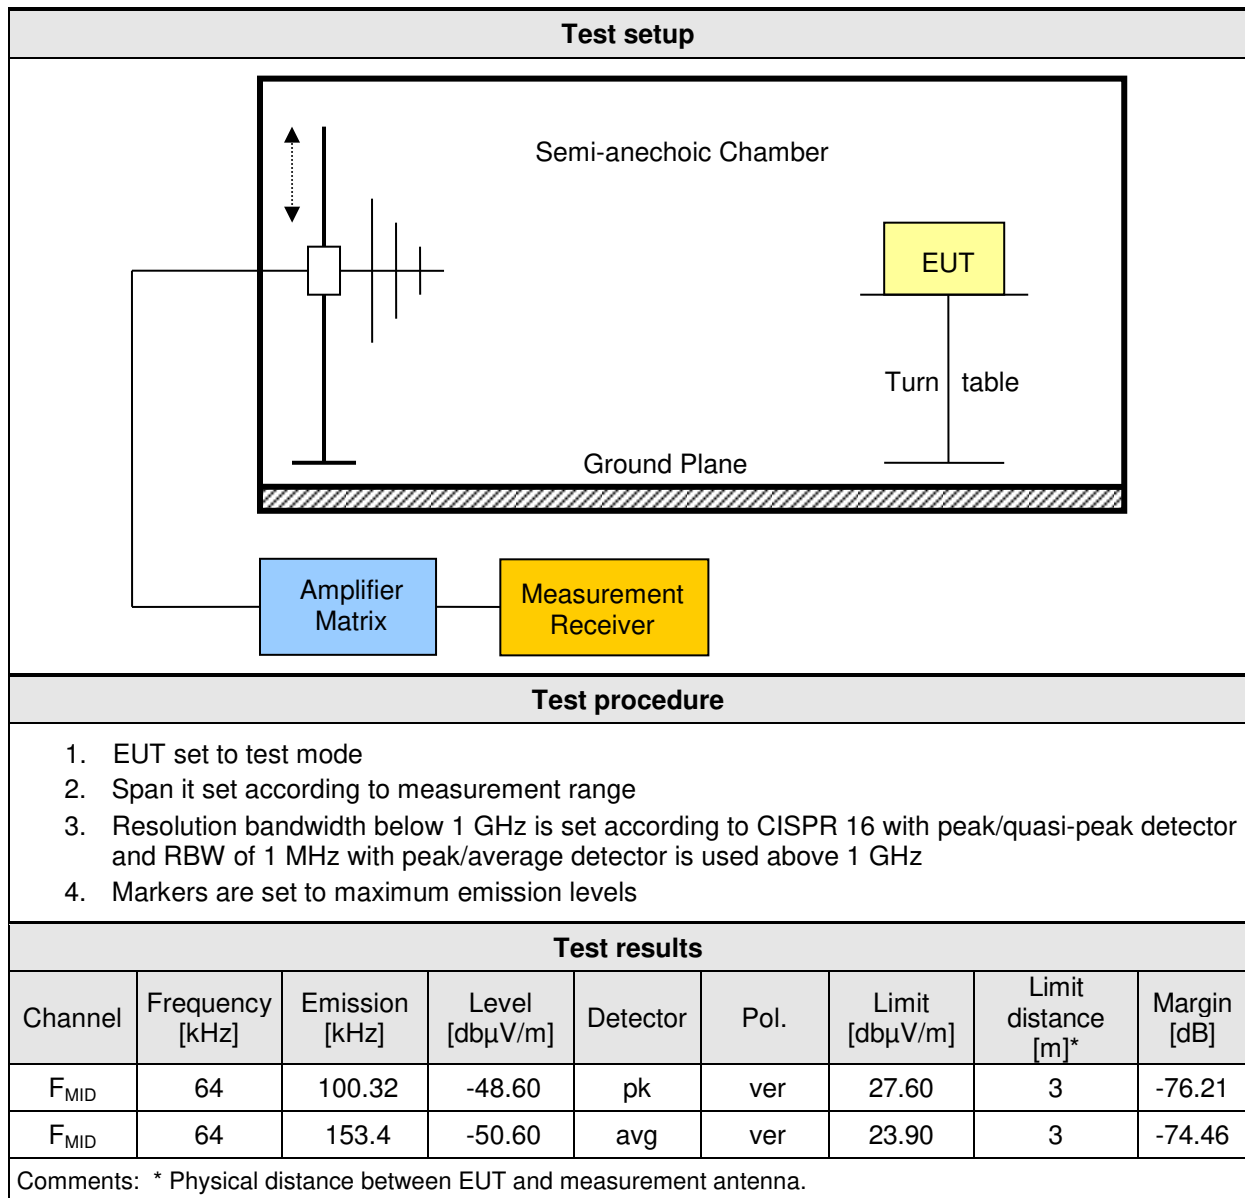 Test setup
Semi-anechoic Chamber
EUT
Turn table
Ground Plane
Amplifier
Matrix
Measurement
Receiver
Test procedure
1. EUT set to test mode
2. Span it set according to measurement range
3. Resolution bandwidth below 1 GHz is set according to CISPR 16 with peak/quasi-peak detector
and RBW of 1 MHz with peak/average detector is used above 1 GHz
4. Markers are set to maximum emission levels
Test results
Channel Frequency [kHz] Emission [kHz] Level [dbµV/m] Detector Pol. Limit [dbµV/m] Limit distance [m]* Margin [dB]
FMID 64 100.32 -48.60 pk ver 27.60 3 -76.21
FMID 64 153.4 -50.60 avg ver 23.90 3 -74.46
Comments: * Physical distance between EUT and measurement antenna.